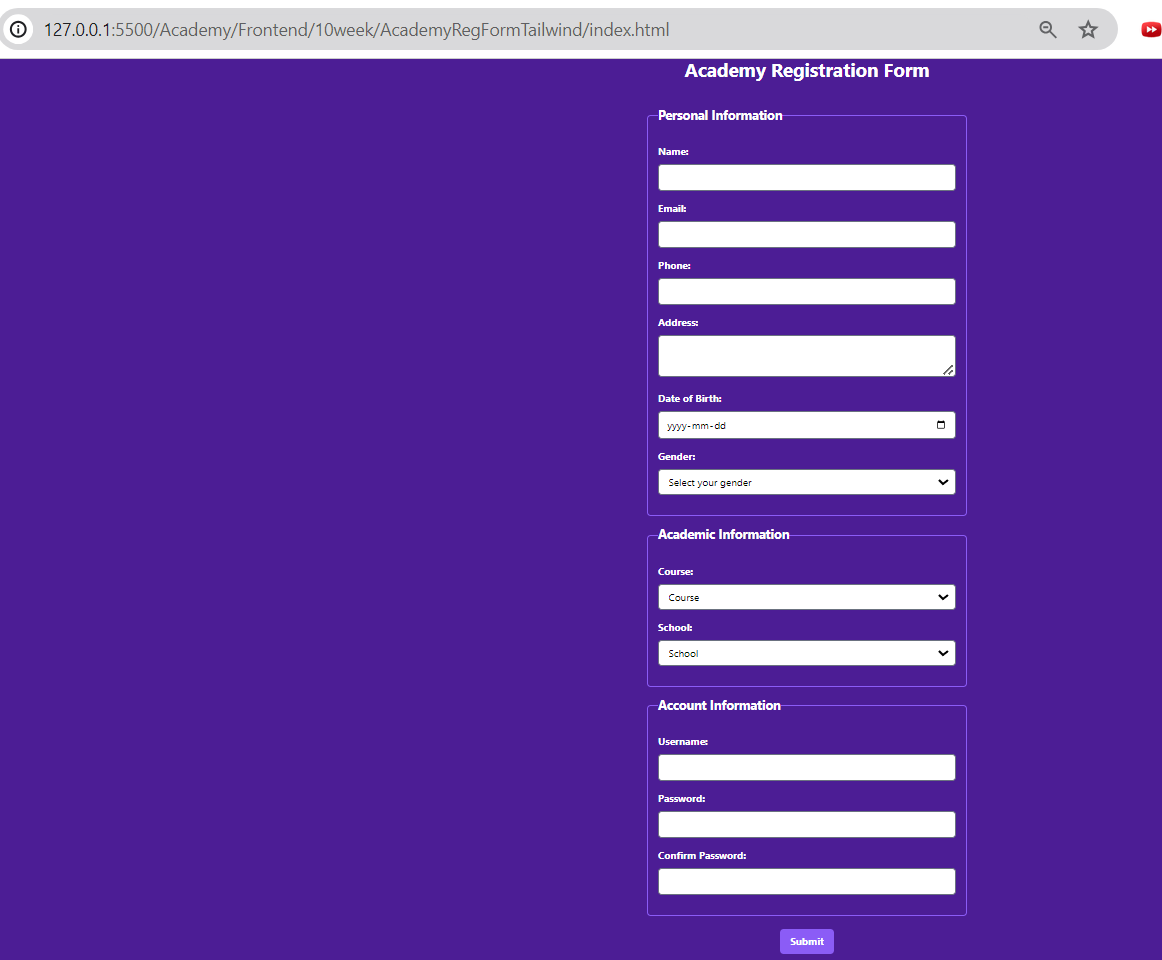 127.0.0.1:5500/Academy/Frontend/10week/AcademyRegFormTailwind/index.html
Academy Registration Form
Personal Information
Name:
Email:
Phone:
Address:
Date of Birth:
yyyy-mm-dd
Gender:
Select your gender
Academic Information
Course:
Course
School:
School
Account Information
Username:
Password:
Confirm Password:
Submit